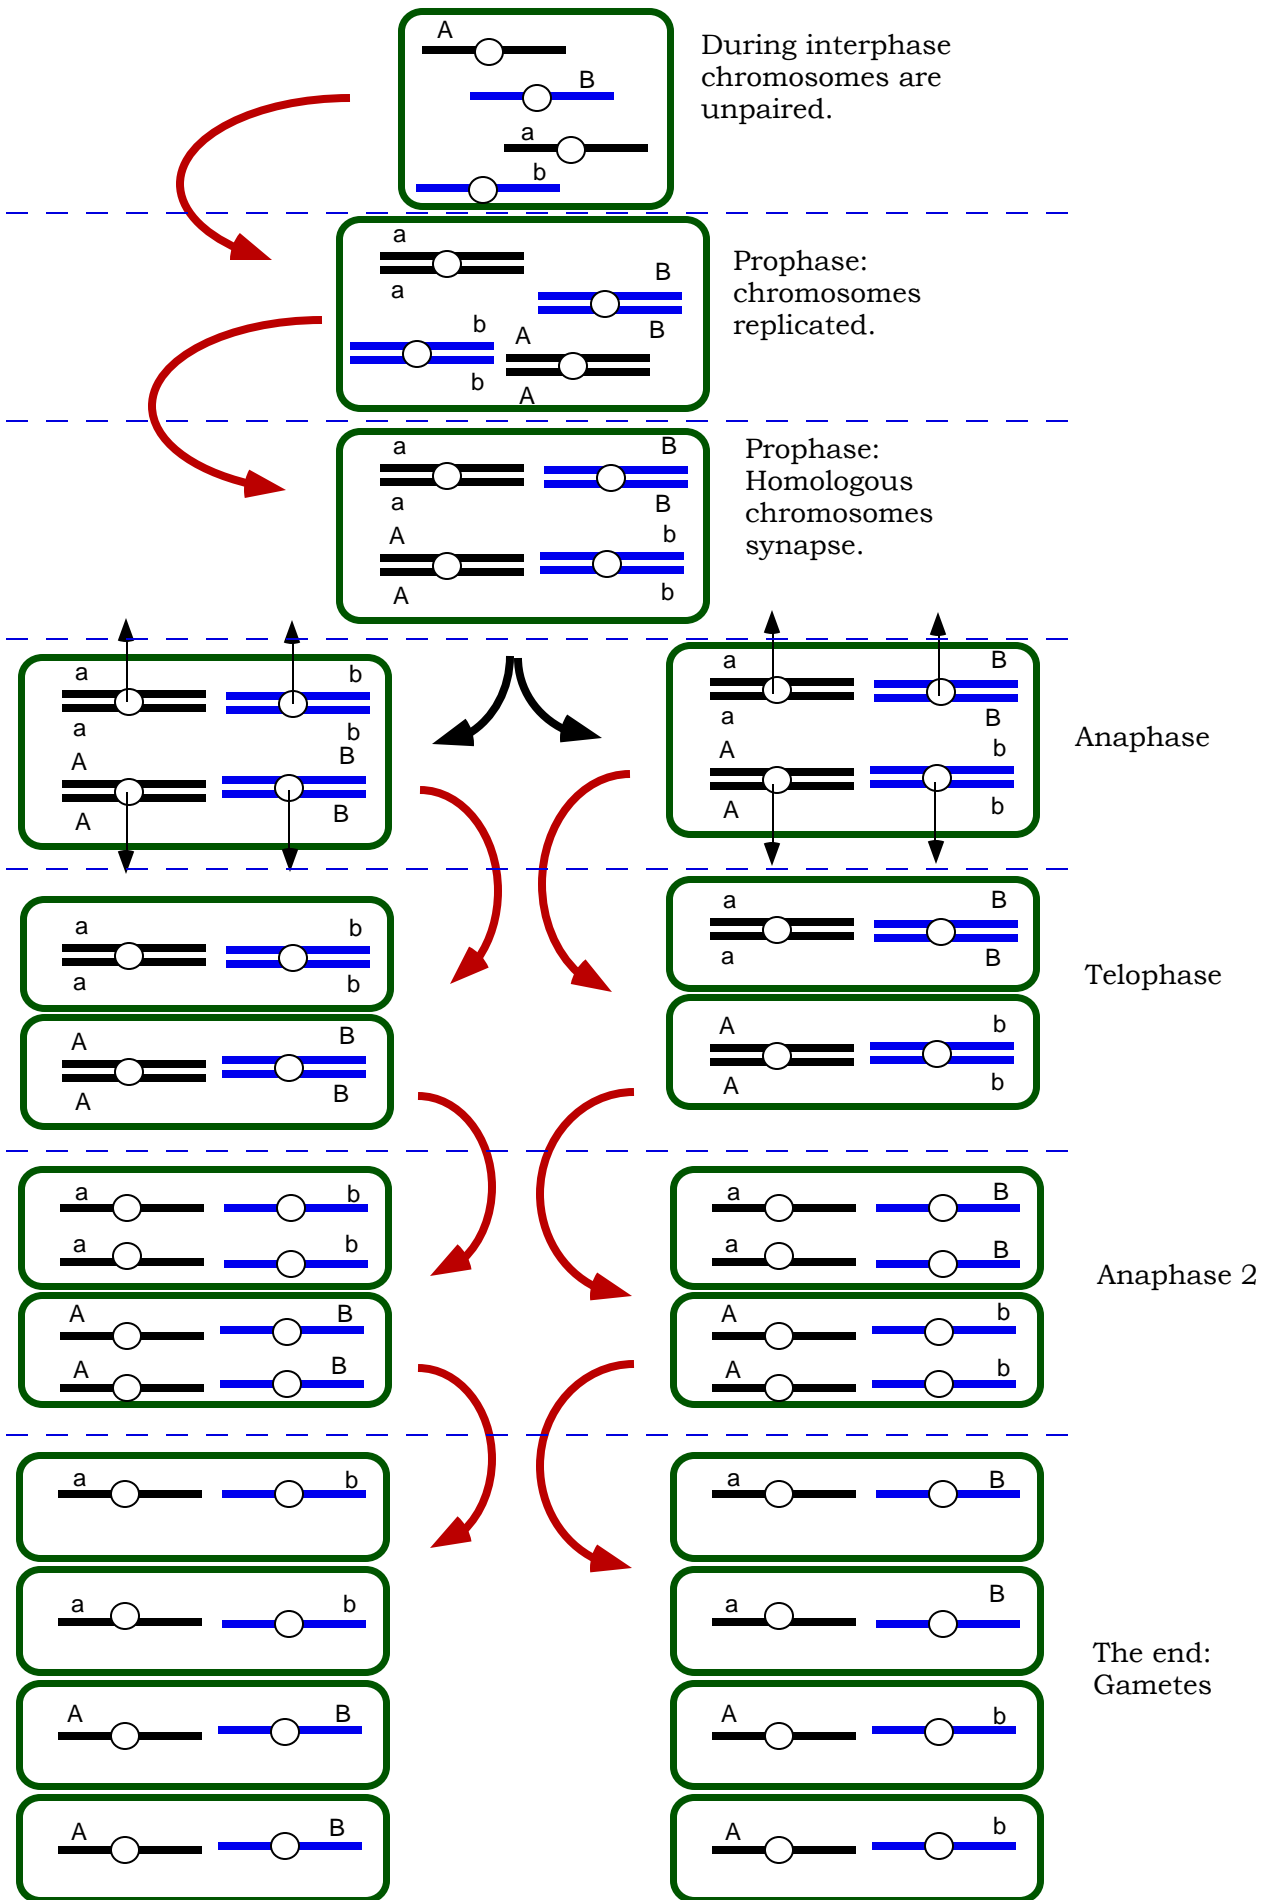 A
During interphase
chromosomes are
unpaired.
B
a
b
a
a
B
B
Prophase:
chromosomes
replicated.
b
b
A
A
a
a
B
B
Prophase:
Homologous
chromosomes
synapse.
A
A
b
b
a
a
b
b
A
A
B
B
a
a
B
B
A
A
b
b
Anaphase
a
a
b
b
A
A
B
B
a
a
B
B
A
A
b
b
Telophase
a b
a b
A B
A B
a B
a B
A b
A b
Anaphase 2
a b
a b
A B
A B
a B
a B
A b
A b
The end:
Gametes